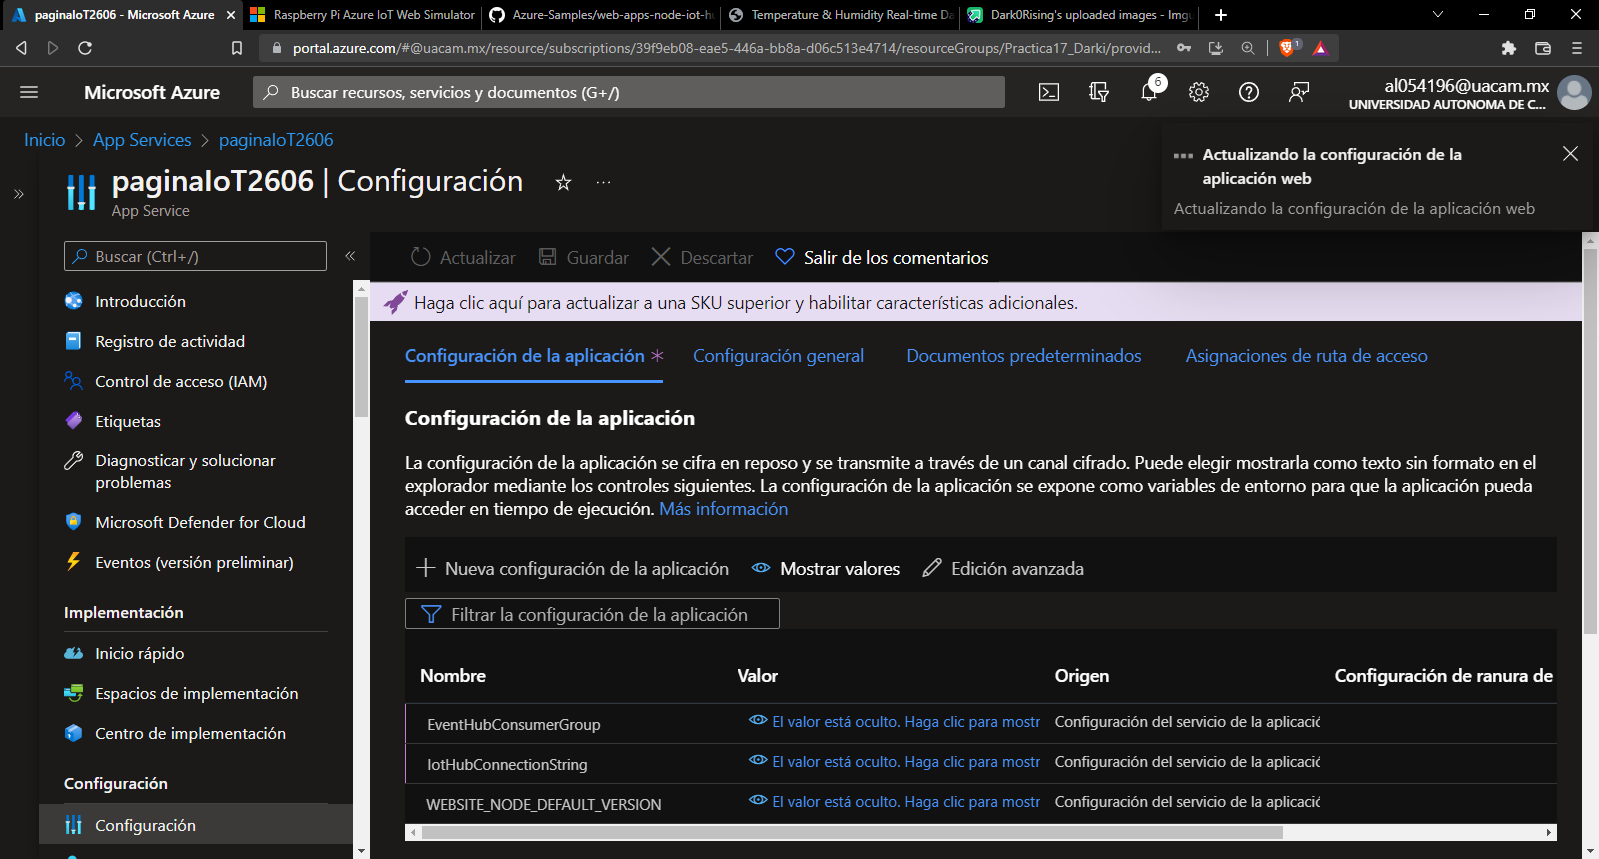 paginaIoT2606 - Microsoft Azure
Raspberry Pi Azure IoT Web Simulator
Azure-Samples/web-apps-node-iot-hu
Temperature & Humidity Real-time Da
Dark0Rising's uploaded images - Imgu
portal.azure.com/#@uacam.mx/resource/subscriptions/39f9eb08-eae5-446a-bb8a-d06c513e4714/resourceGroups/Practica17_Darki/provid...
1
Microsoft Azure
Buscar recursos, servicios y documentos (G+/)
6
al054196@uacam.mx
UNIVERSIDAD AUTONOMA DE C...
Inicio > App Services > paginaIoT2606
paginaIoT2606 | Configuración
App Service
Actualizando la configuración de la
aplicación web
Actualizando la configuración de la aplicación web
Buscar (Ctrl+/)
Introducción
Registro de actividad
Control de acceso (IAM)
Etiquetas
Diagnosticar y solucionar
problemas
Microsoft Defender for Cloud
Eventos (versión preliminar)
Implementación
Inicio rápido
Espacios de implementación
Centro de implementación
Configuración
Configuración
Actualizar
Guardar
Descartar
Salir de los comentarios
Haga clic aquí para actualizar a una SKU superior y habilitar características adicionales.
Configuración de la aplicación *
Configuración general
Documentos predeterminados
Asignaciones de ruta de acceso
Configuración de la aplicación
La configuración de la aplicación se cifra en reposo y se transmite a través de un canal cifrado. Puede elegir mostrarla como texto sin formato en el
explorador mediante los controles siguientes. La configuración de la aplicación se expone como variables de entorno para que la aplicación pueda
acceder en tiempo de ejecución. Más información
Nueva configuración de la aplicación
Mostrar valores
Edición avanzada
Filtrar la configuración de la aplicación
Nombre Valor Origen Configuración de ranura de
EventHubConsumerGroup El valor está oculto. Haga clic para mostr Configuración del servicio de la aplicació
IotHubConnectionString El valor está oculto. Haga clic para mostr Configuración del servicio de la aplicació
WEBSITE_NODE_DEFAULT_VERSION El valor está oculto. Haga clic para mostr Configuración del servicio de la aplicació